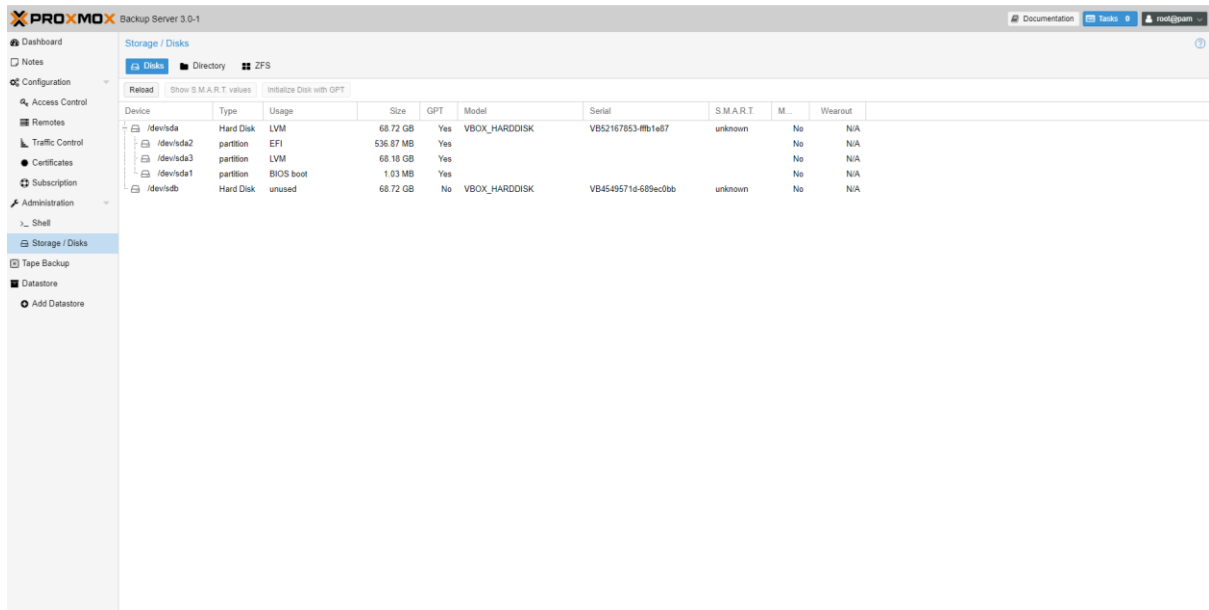 PROXMOX Backup Server 3.0-1 Documentation Tasks 0 root@pam
Dashboard
Notes
Configuration
Access Control
Remotes
Traffic Control
Certificates
Subscription
Administration
Shell
Storage / Disks
Tape Backup
Datastore
Add Datastore
Storage / Disks
Disks Directory ZFS
Reload Show S.M.A.R.T. values Initialize Disk with GPT
Device Type Usage Size GPT Model Serial S.M.A.R.T. M... Wearout
/dev/sda Hard Disk LVM 68.72 GB Yes VBOX_HARDDISK VB52167853-fffb1e87 unknown No N/A
/dev/sda2 partition EFI 536.87 MB Yes No N/A
/dev/sda3 partition LVM 68.18 GB Yes No N/A
/dev/sda1 partition BIOS boot 1.03 MB Yes No N/A
/dev/sdb Hard Disk unused 68.72 GB No VBOX_HARDDISK VB4549571d-689ec0bb unknown No N/A